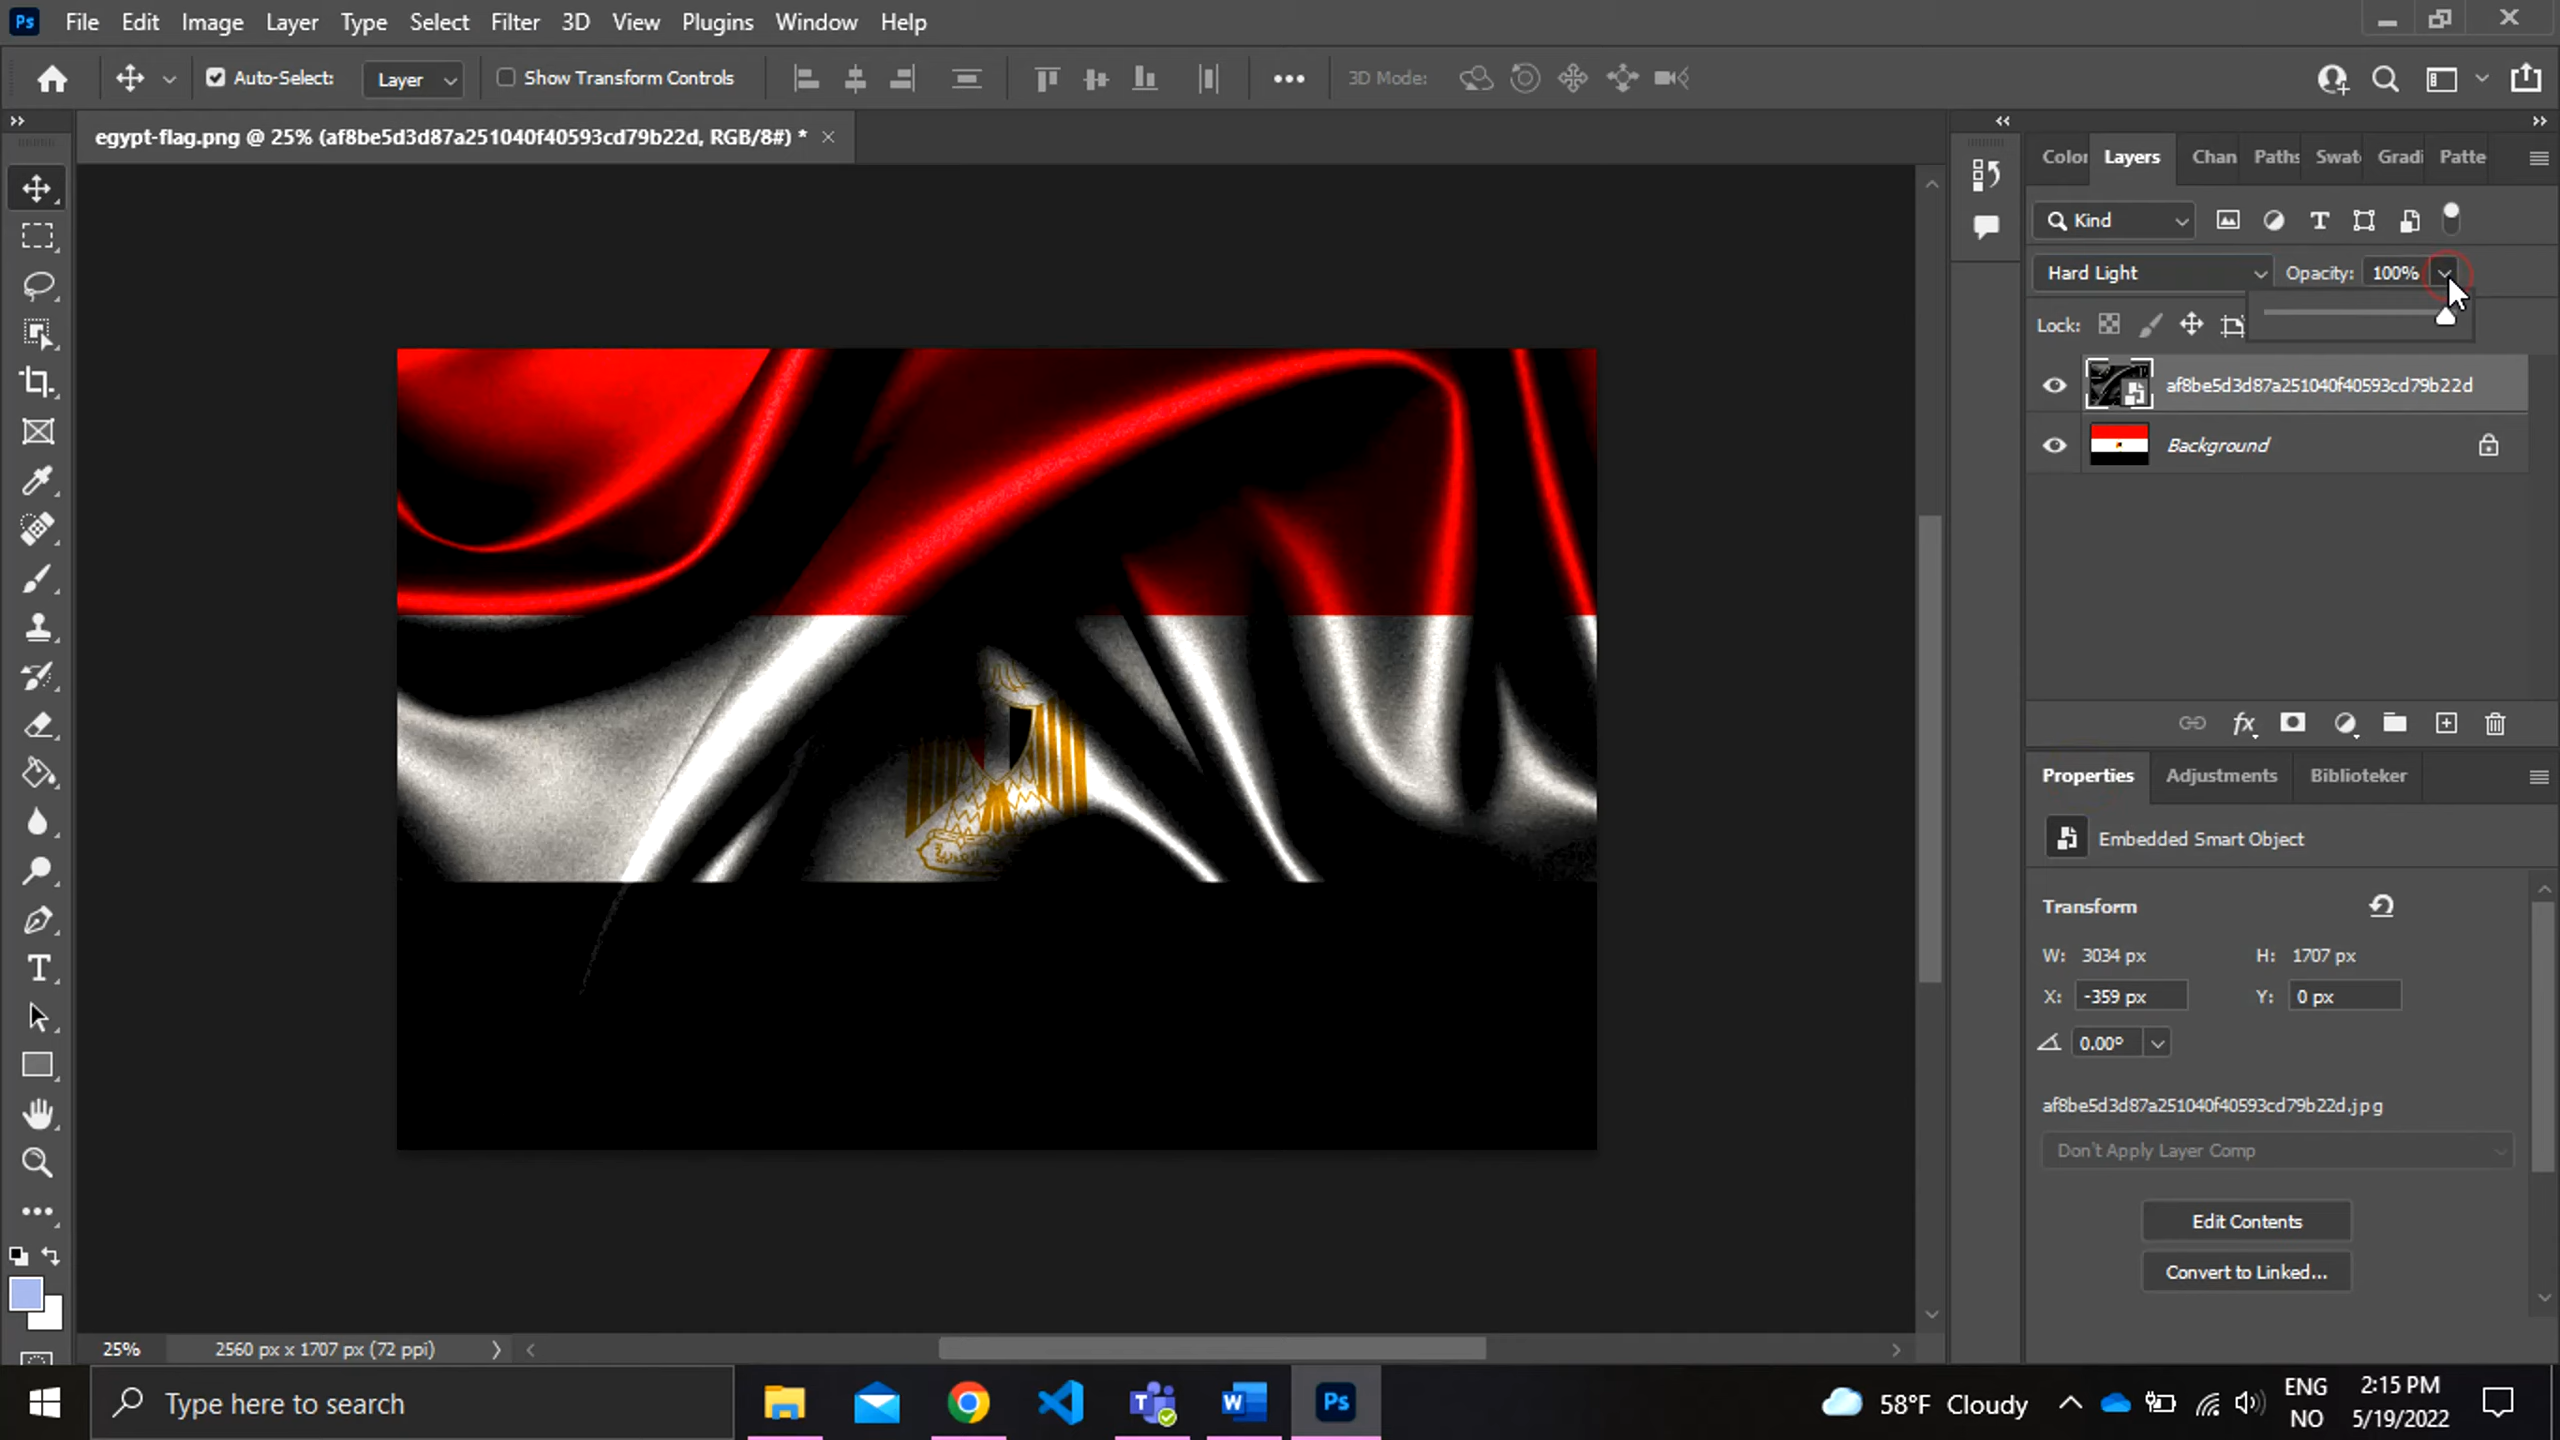 Ps File Edit Image Layer Type Select Filter 3D View Plugins Window Help
Auto-Select: Layer Show Transform Controls 3D Mode:
egypt-flag.png @ 25% (af8be5d3d87a251040f40593cd79b22d, RGB/8#) *
Color Layers Chan Paths Swat Gradi Patte
Kind
Hard Light Opacity: 100%
Lock:
af8be5d3d87a251040f40593cd79b22d
Background
fx
Properties Adjustments Biblioteker
Embedded Smart Object
Transform
W: 3034 px H: 1707 px
X: -359 px Y: 0 px
0.00°
af8be5d3d87a251040f40593cd79b22d.jpg
Don't Apply Layer Comp
Edit Contents
Convert to Linked...
25% 2560 px x 1707 px (72 ppi)
Type here to search
Ps
58°F Cloudy
ENG
NO
2:15 PM
5/19/2022